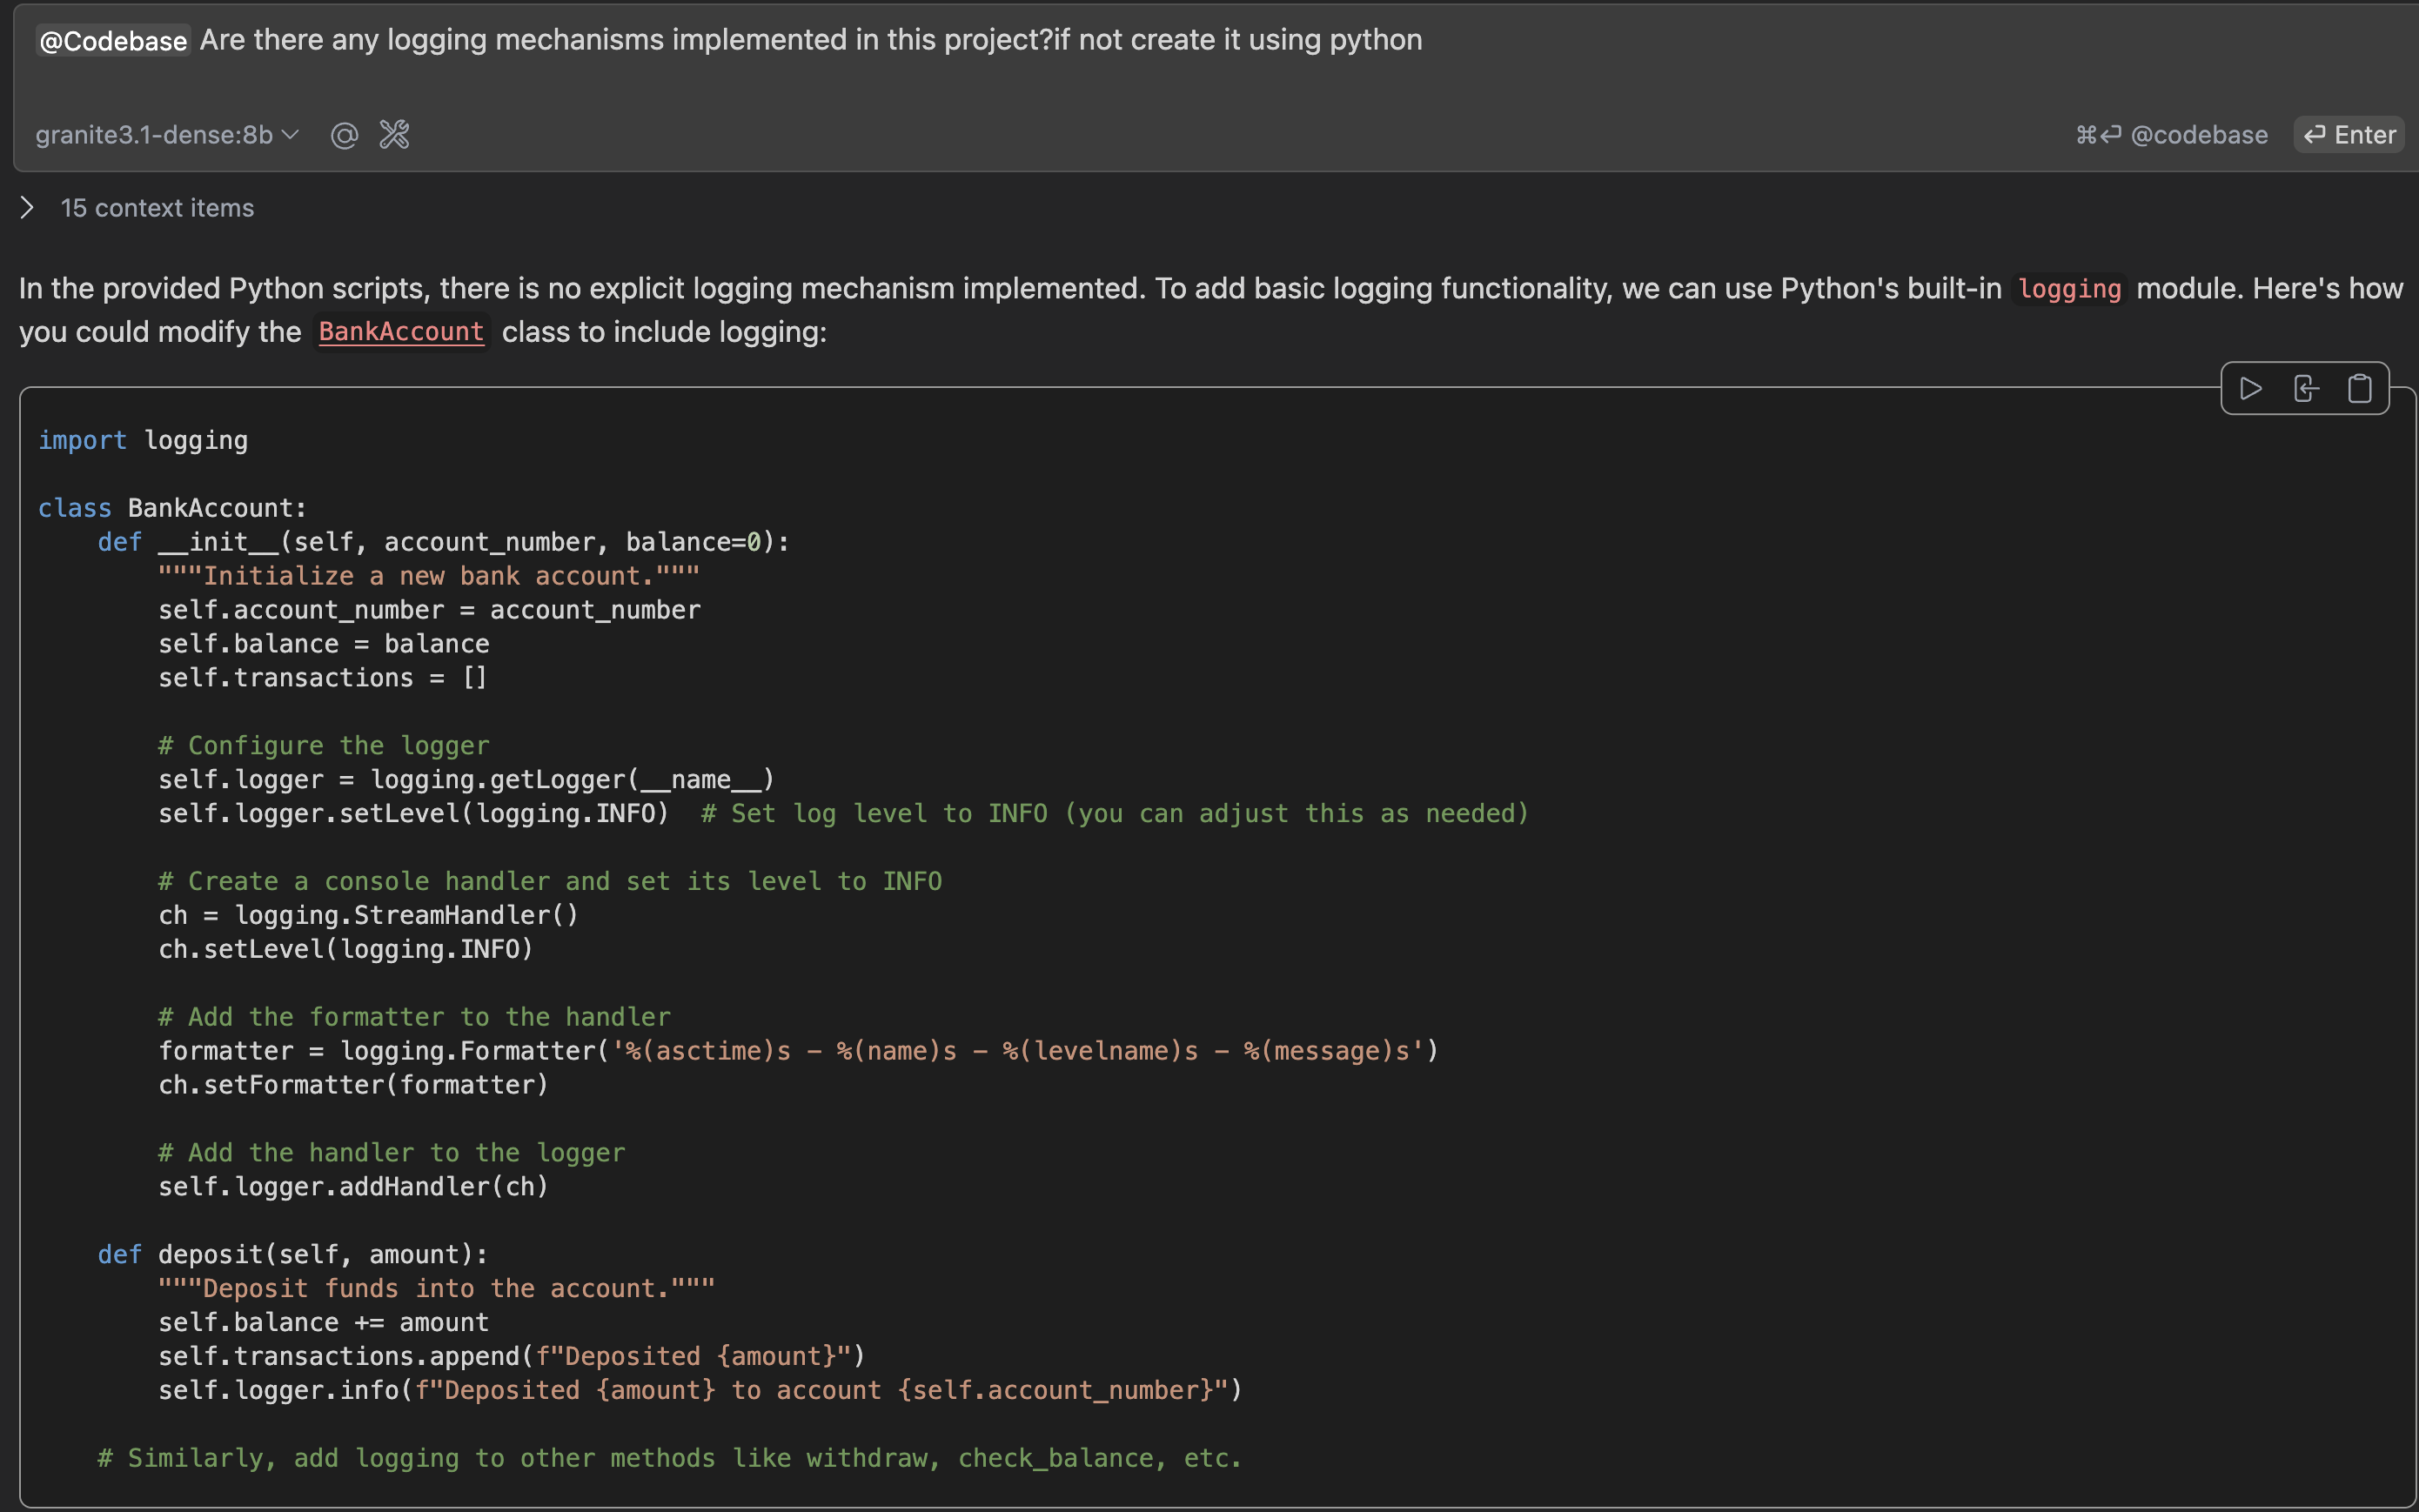 @Codebase Are there any logging mechanisms implemented in this project?if not create it using python
granite3.1-dense:8b
⌘⏎ @codebase ⏎ Enter
15 context items
In the provided Python scripts, there is no explicit logging mechanism implemented. To add basic logging functionality, we can use Python's built-in logging module. Here's how
you could modify the BankAccount class to include logging:
import logging
class BankAccount:
    def __init__(self, account_number, balance=0):
        """Initialize a new bank account."""
        self.account_number = account_number
        self.balance = balance
        self.transactions = []
        # Configure the logger
        self.logger = logging.getLogger(__name__)
        self.logger.setLevel(logging.INFO)  # Set log level to INFO (you can adjust this as needed)
        # Create a console handler and set its level to INFO
        ch = logging.StreamHandler()
        ch.setLevel(logging.INFO)
        # Add the formatter to the handler
        formatter = logging.Formatter('%(asctime)s - %(name)s - %(levelname)s - %(message)s')
        ch.setFormatter(formatter)
        # Add the handler to the logger
        self.logger.addHandler(ch)
    def deposit(self, amount):
        """Deposit funds into the account."""
        self.balance += amount
        self.transactions.append(f"Deposited {amount}")
        self.logger.info(f"Deposited {amount} to account {self.account_number}")
    # Similarly, add logging to other methods like withdraw, check_balance, etc.